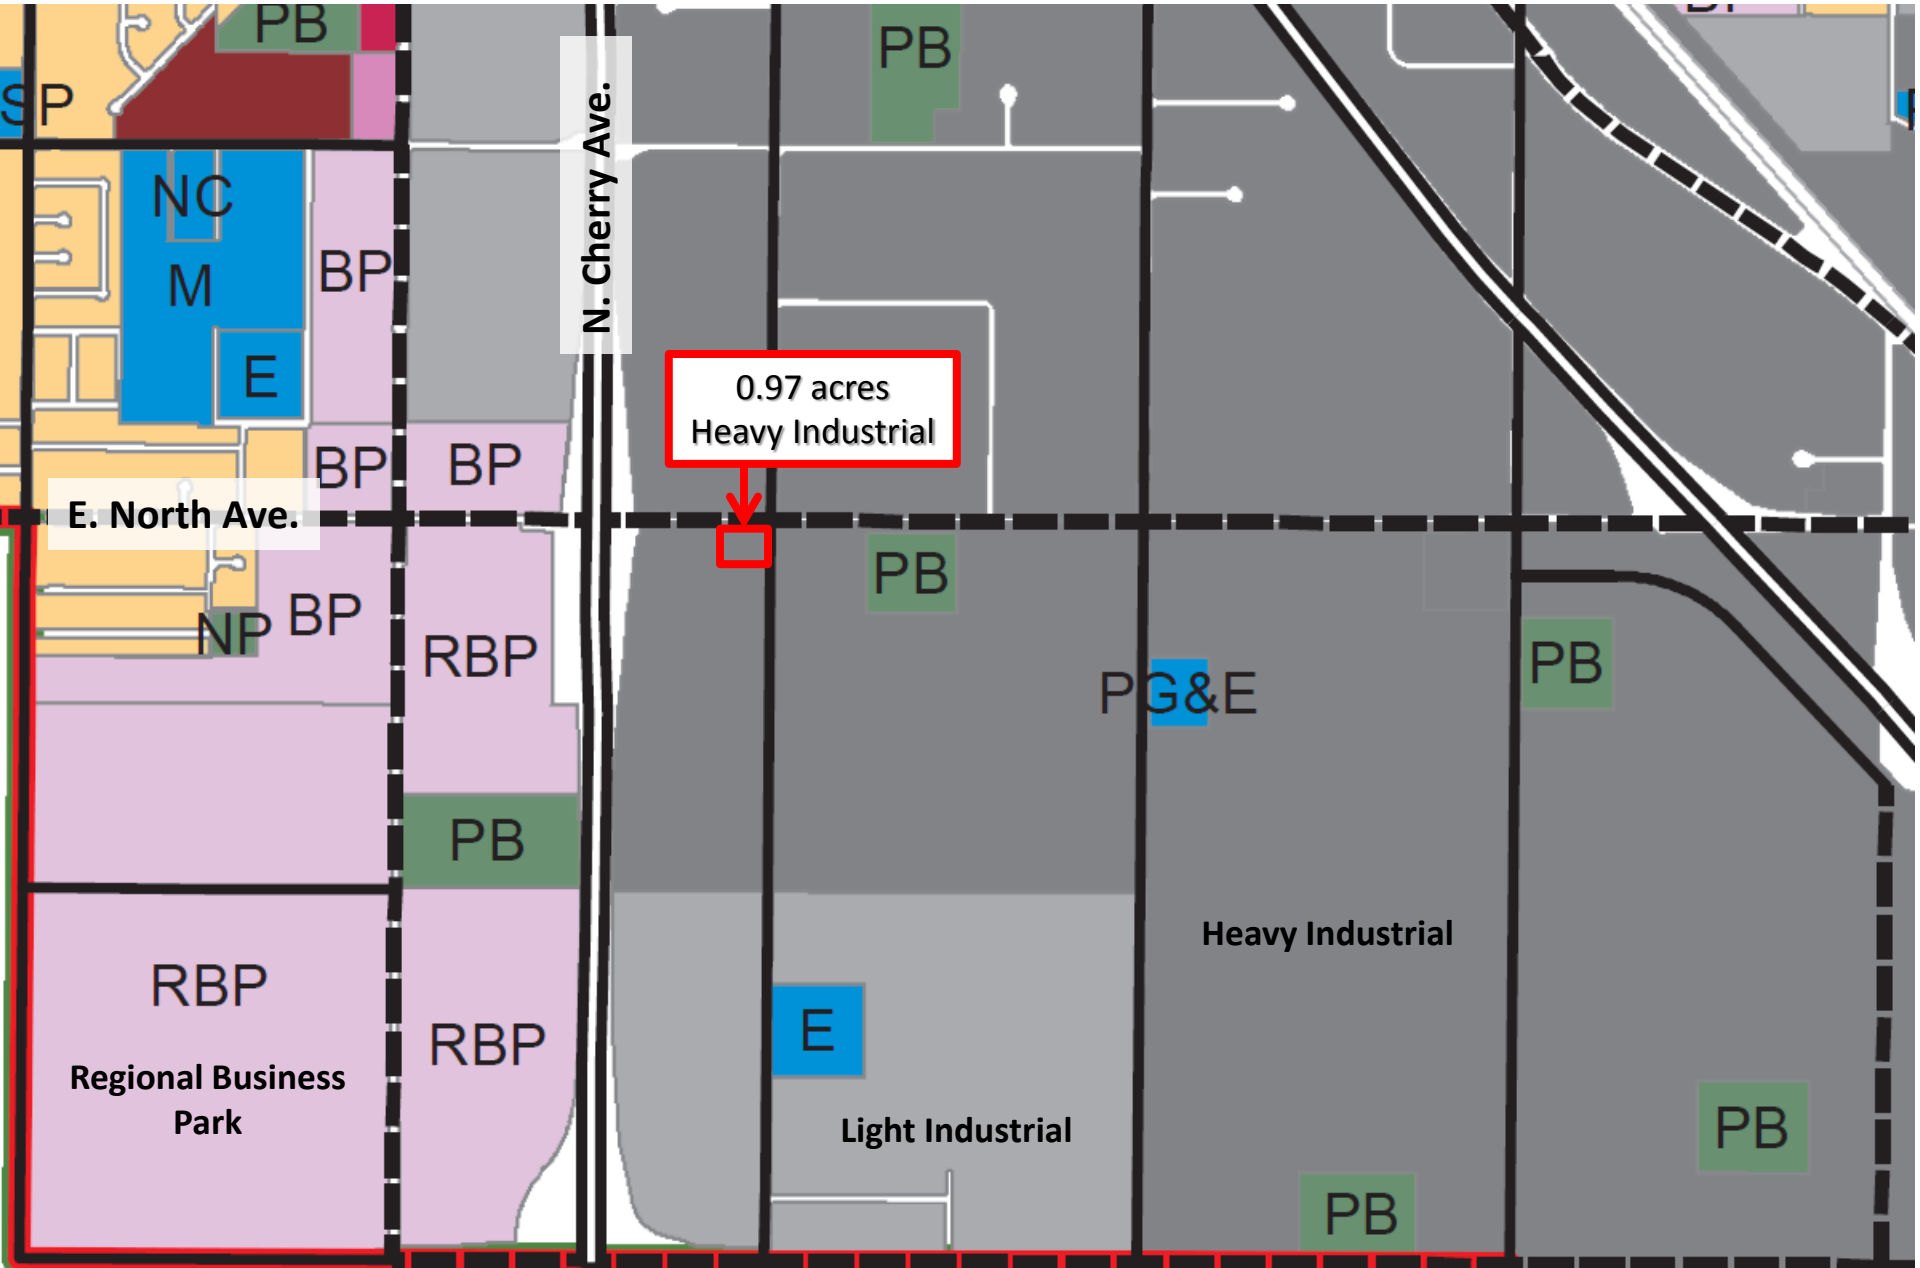 PB
PB
SP
N. Cherry Ave.
NC
BP
M
E
0.97 acres
Heavy Industrial
BP
BP
E. North Ave.
PB
BP
NP
RBP
PG&E
PB
PB
Heavy Industrial
RBP
E
RBP
Regional Business
Park
Light Industrial
PB
PB